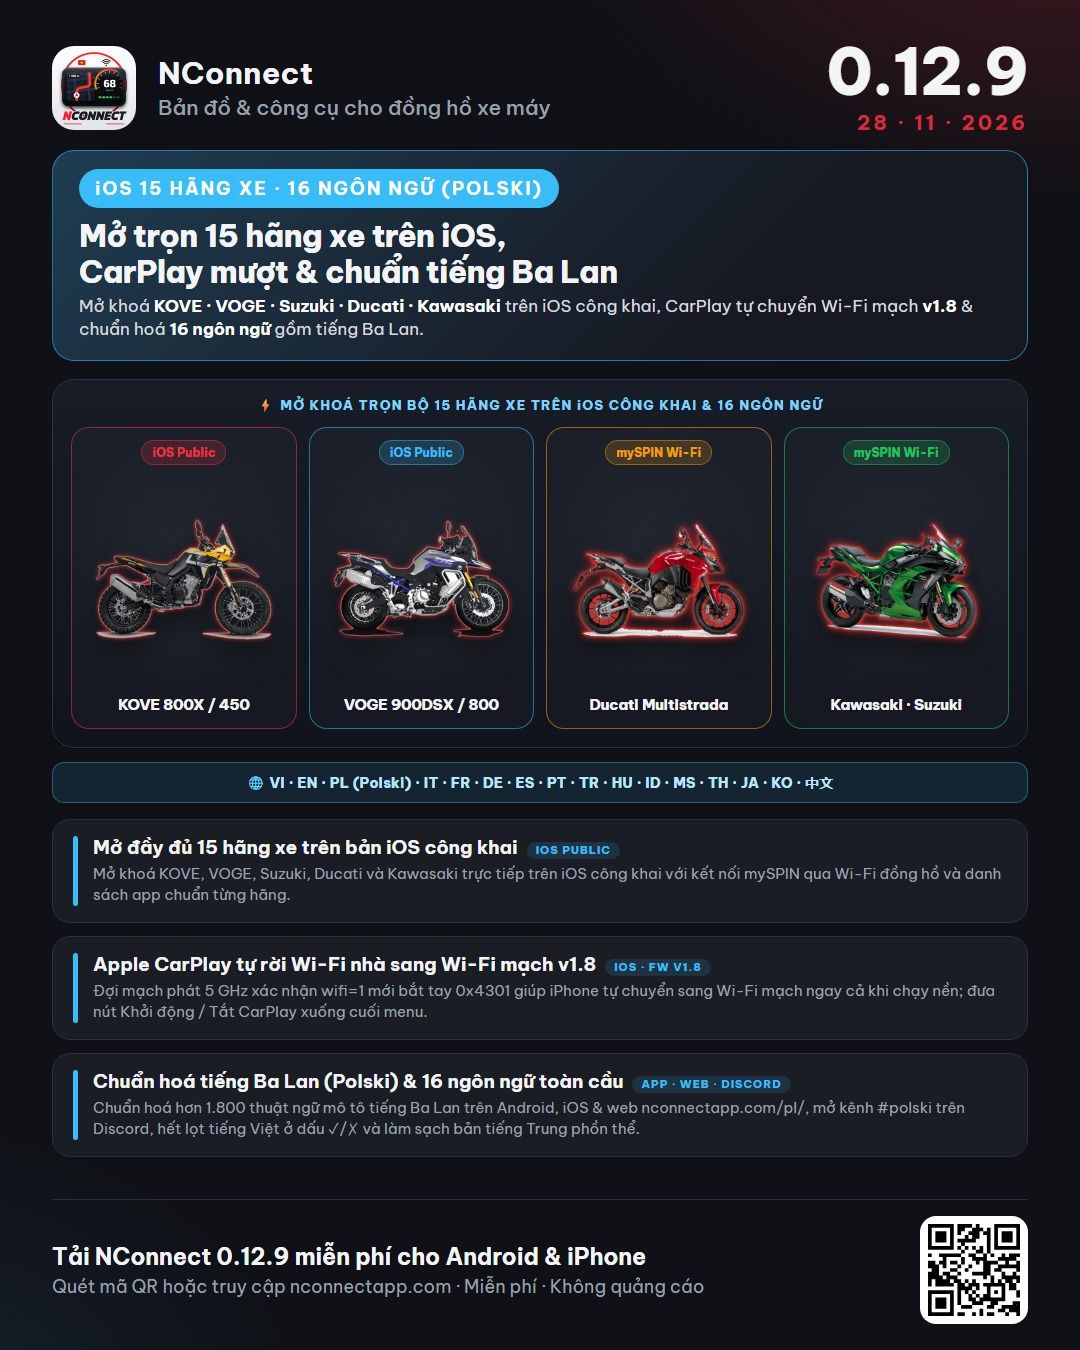 NConnect
Bản đồ & công cụ cho đồng hồ xe máy
68
NCONNECT
0.12.9
28 · 11 · 2026
iOS 15 HÃNG XE · 16 NGÔN NGỮ (POLSKI)
Mở trọn 15 hãng xe trên iOS,
CarPlay mượt & chuẩn tiếng Ba Lan
Mở khoá KOVE · VOGE · Suzuki · Ducati · Kawasaki trên iOS công khai, CarPlay tự chuyển Wi-Fi mạch v1.8 &
chuẩn hoá 16 ngôn ngữ gồm tiếng Ba Lan.
MỞ KHOÁ TRỌN BỘ 15 HÃNG XE TRÊN iOS CÔNG KHAI & 16 NGÔN NGỮ
iOS Public
iOS Public
mySPIN Wi-Fi
mySPIN Wi-Fi
KOVE 800X / 450
VOGE 900DSX / 800
Ducati Multistrada
Kawasaki · Suzuki
VI · EN · PL (Polski) · IT · FR · DE · ES · PT · TR · HU · ID · MS · TH · JA · KO · 中文
Mở đầy đủ 15 hãng xe trên bản iOS công khai IOS PUBLIC
Mở khoá KOVE, VOGE, Suzuki, Ducati và Kawasaki trực tiếp trên iOS công khai với kết nối mySPIN qua Wi-Fi đồng hồ và danh
sách app chuẩn từng hãng.
Apple CarPlay tự rời Wi-Fi nhà sang Wi-Fi mạch v1.8 IOS · FW V1.8
Đợi mạch phát 5 GHz xác nhận wifi=1 mới bắt tay 0x4301 giúp iPhone tự chuyển sang Wi-Fi mạch ngay cả khi chạy nền; đưa
nút Khởi động / Tắt CarPlay xuống cuối menu.
Chuẩn hoá tiếng Ba Lan (Polski) & 16 ngôn ngữ toàn cầu APP · WEB · DISCORD
Chuẩn hoá hơn 1.800 thuật ngữ mô tô tiếng Ba Lan trên Android, iOS & web nconnectapp.com/pl/, mở kênh #polski trên
Discord, hết lọt tiếng Việt ở dấu ✓/✗ và làm sạch bản tiếng Trung phồn thể.
Tải NConnect 0.12.9 miễn phí cho Android & iPhone
Quét mã QR hoặc truy cập nconnectapp.com · Miễn phí · Không quảng cáo